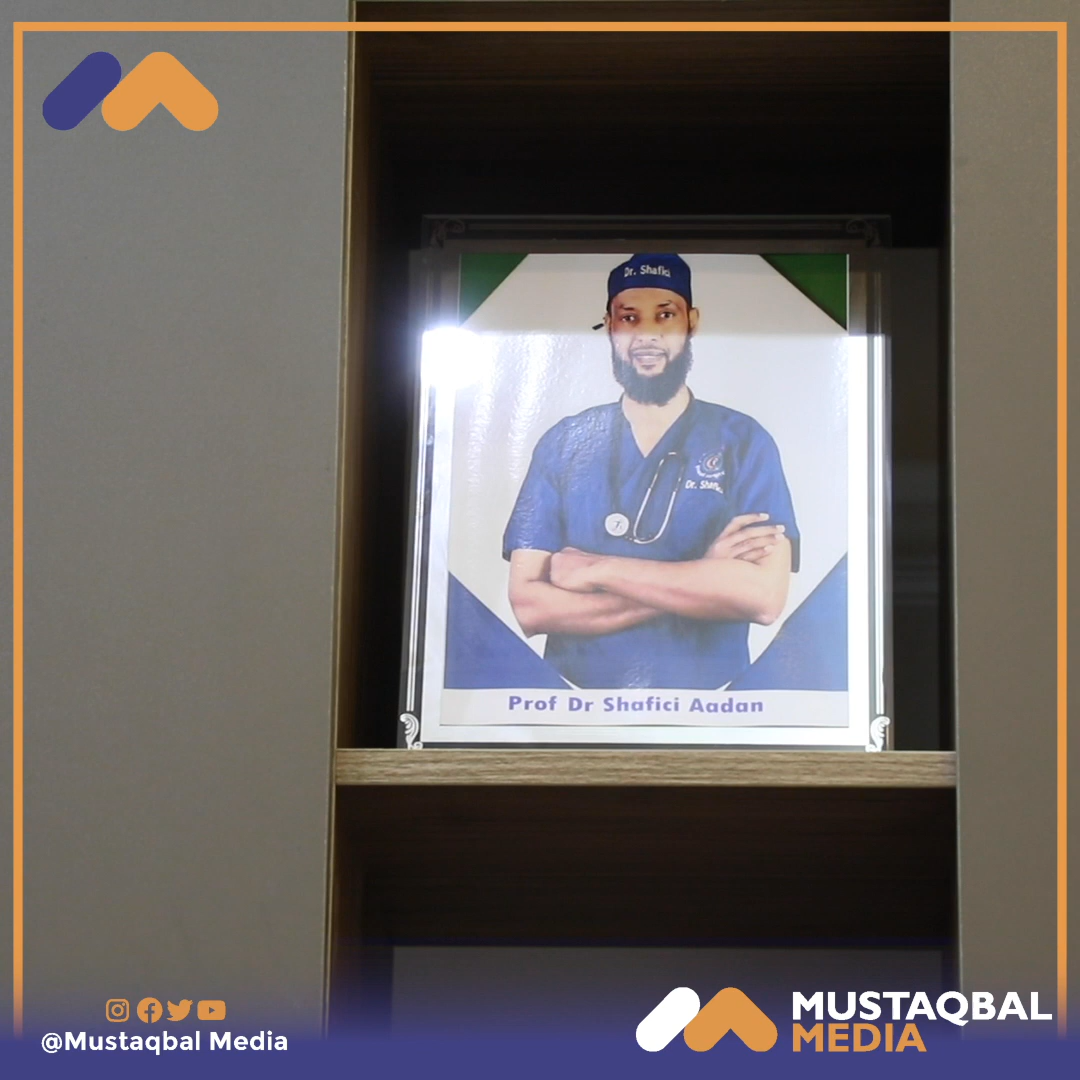 Dr. Shafici
Dr. Shafici
Prof Dr Shafici Aadan
@Mustaqbal Media
MUSTAQBAL
MEDIA